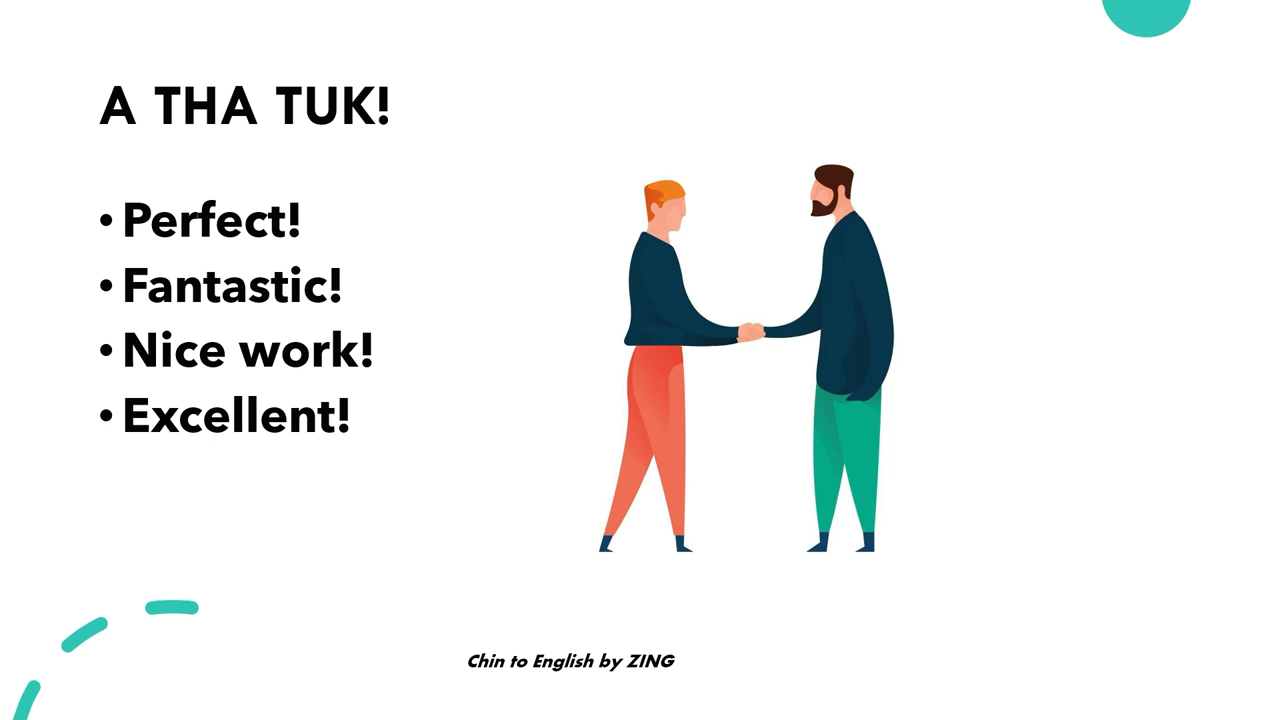 A THA TUK!
• Perfect!
• Fantastic!
• Nice work!
• Excellent!
Chin to English by ZING